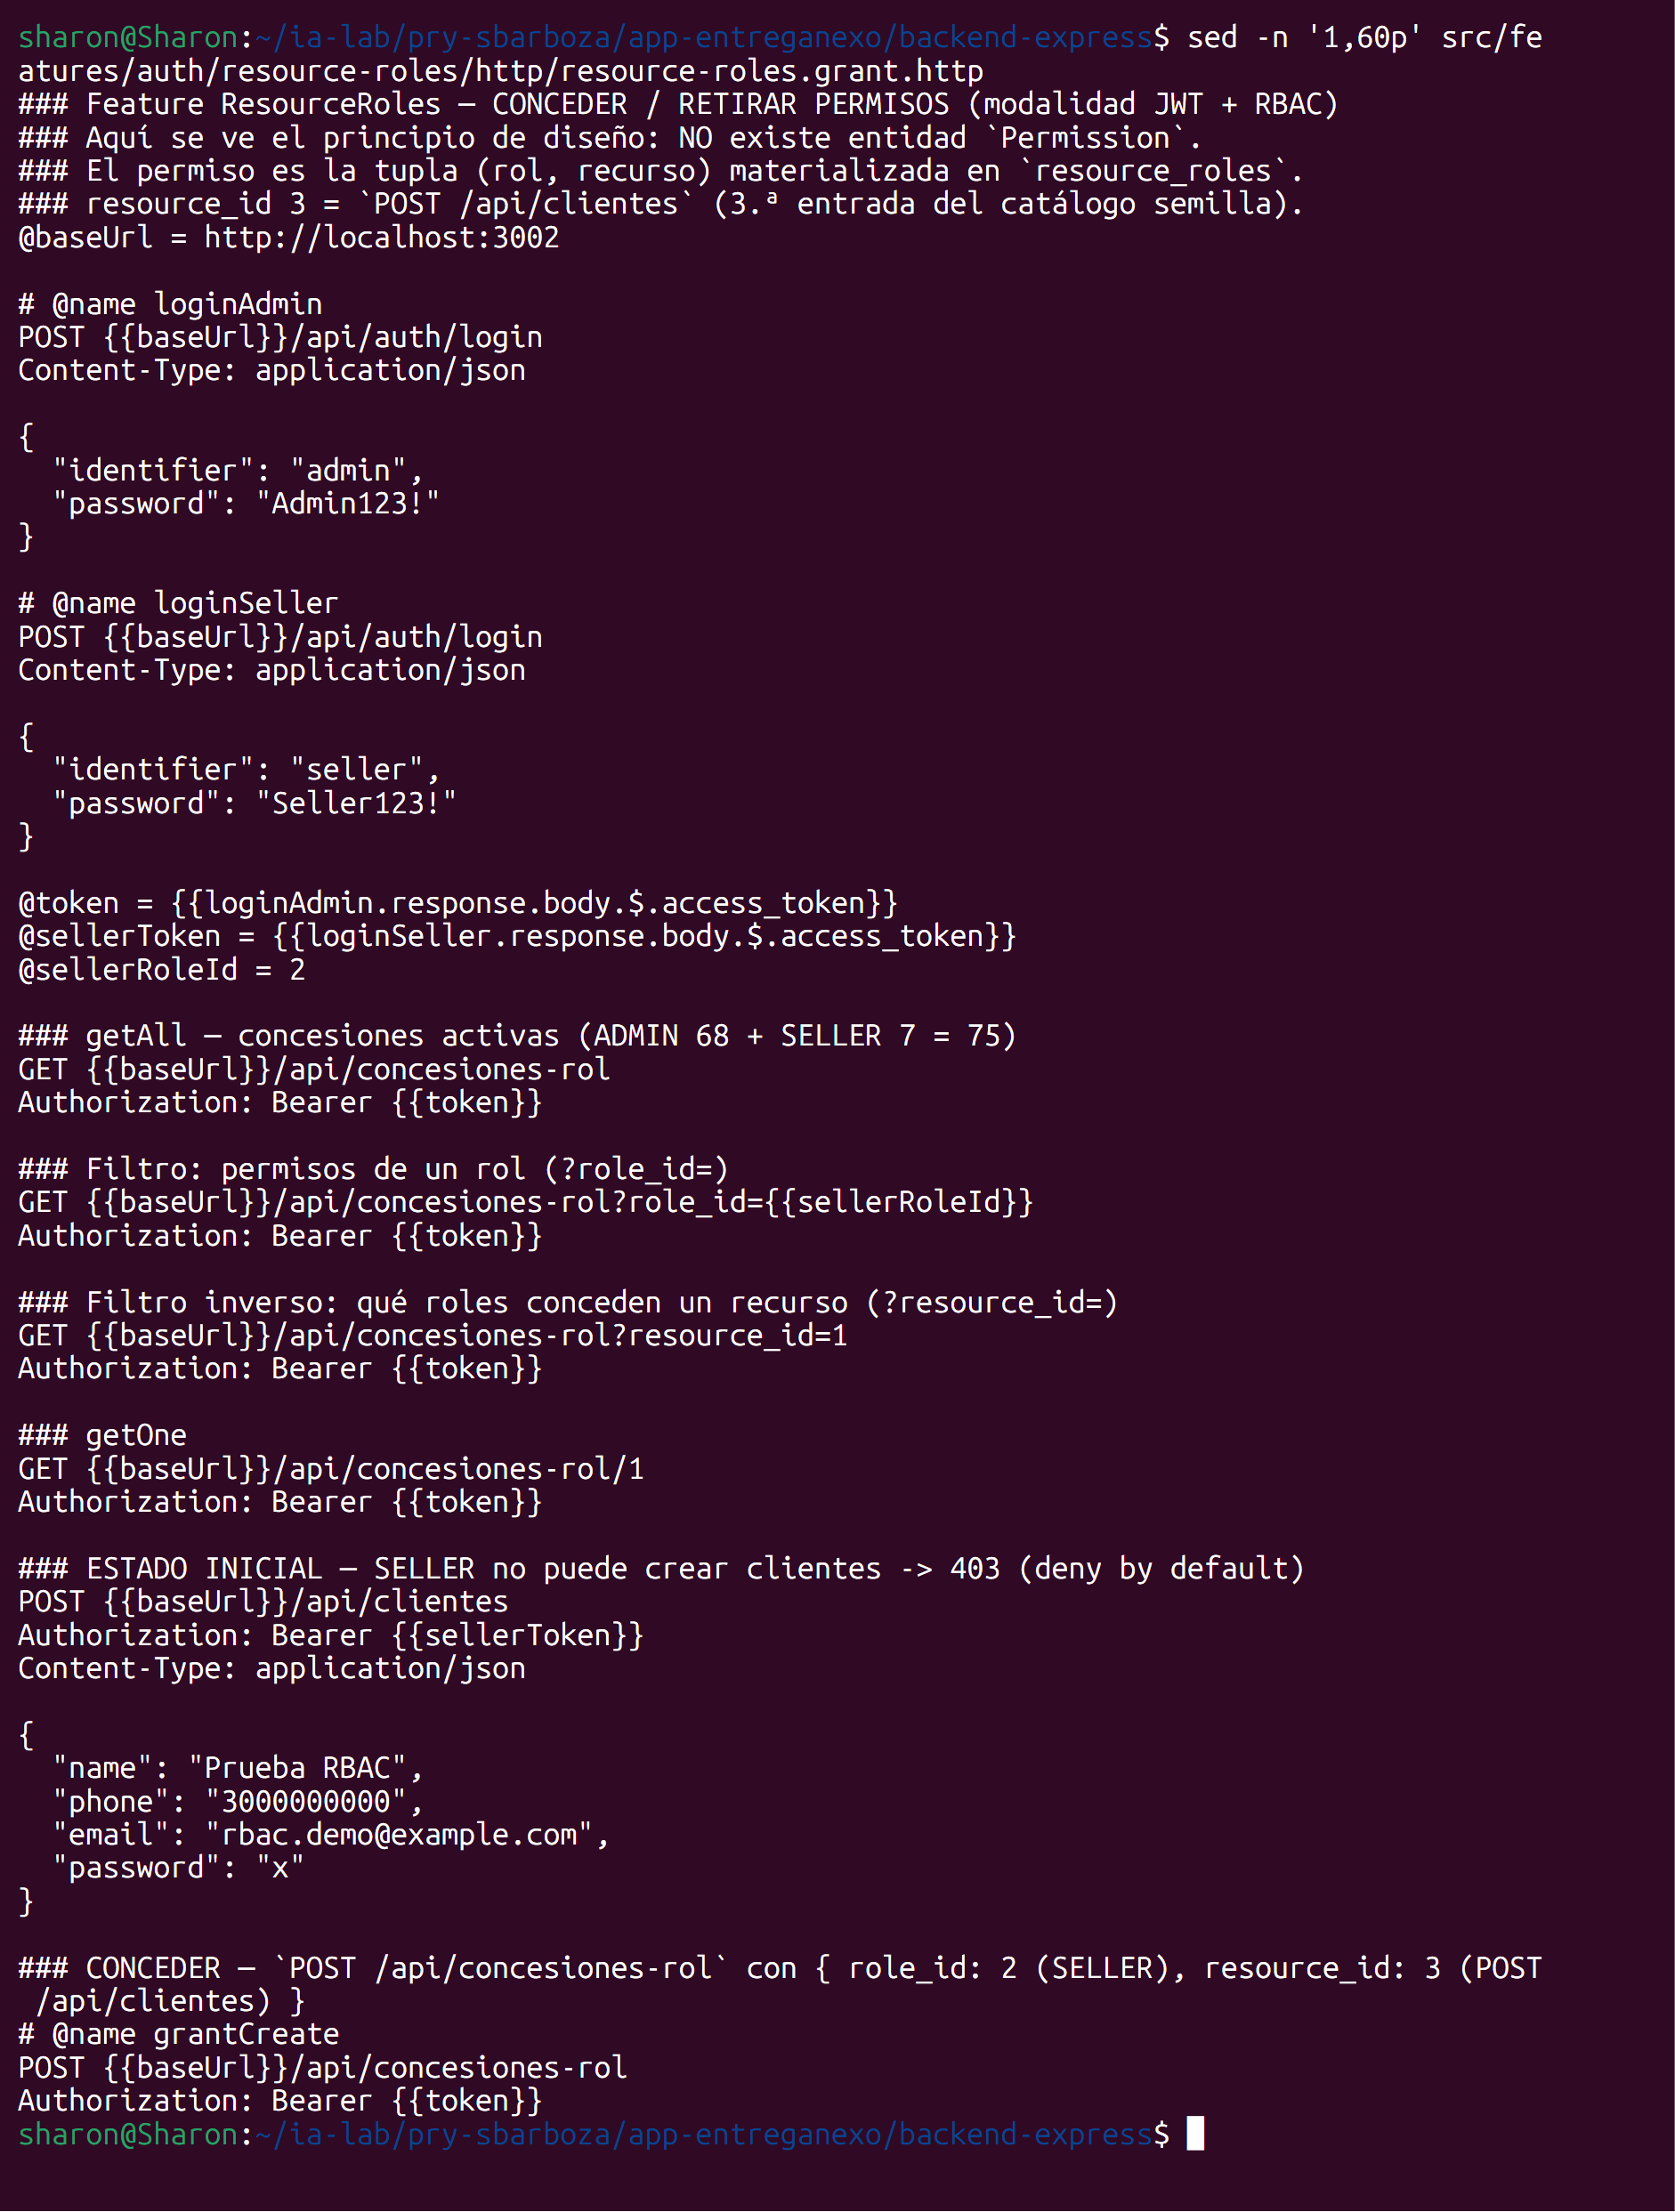 sharon@Sharon:~/ia-lab/pry-sbarboza/app-entreganexo/backend-express$ sed -n '1,60p' src/fe
atures/auth/resource-roles/http/resource-roles.grant.http
### Feature ResourceRoles — CONCEDER / RETIRAR PERMISOS (modalidad JWT + RBAC)
### Aquí se ve el principio de diseño: NO existe entidad `Permission`.
### El permiso es la tupla (rol, recurso) materializada en `resource_roles`.
### resource_id 3 = `POST /api/clientes` (3.ª entrada del catálogo semilla).
@baseUrl = http://localhost:3002

# @name loginAdmin
POST {{baseUrl}}/api/auth/login
Content-Type: application/json

{
  "identifier": "admin",
  "password": "Admin123!"
}

# @name loginSeller
POST {{baseUrl}}/api/auth/login
Content-Type: application/json

{
  "identifier": "seller",
  "password": "Seller123!"
}

@token = {{loginAdmin.response.body.$.access_token}}
@sellerToken = {{loginSeller.response.body.$.access_token}}
@sellerRoleId = 2

### getAll — concesiones activas (ADMIN 68 + SELLER 7 = 75)
GET {{baseUrl}}/api/concesiones-rol
Authorization: Bearer {{token}}

### Filtro: permisos de un rol (?role_id=)
GET {{baseUrl}}/api/concesiones-rol?role_id={{sellerRoleId}}
Authorization: Bearer {{token}}

### Filtro inverso: qué roles conceden un recurso (?resource_id=)
GET {{baseUrl}}/api/concesiones-rol?resource_id=1
Authorization: Bearer {{token}}

### getOne
GET {{baseUrl}}/api/concesiones-rol/1
Authorization: Bearer {{token}}

### ESTADO INICIAL — SELLER no puede crear clientes -> 403 (deny by default)
POST {{baseUrl}}/api/clientes
Authorization: Bearer {{sellerToken}}
Content-Type: application/json

{
  "name": "Prueba RBAC",
  "phone": "3000000000",
  "email": "rbac.demo@example.com",
  "password": "x"
}

### CONCEDER — `POST /api/concesiones-rol` con { role_id: 2 (SELLER), resource_id: 3 (POST
 /api/clientes) }
# @name grantCreate
POST {{baseUrl}}/api/concesiones-rol
Authorization: Bearer {{token}}
sharon@Sharon:~/ia-lab/pry-sbarboza/app-entreganexo/backend-express$